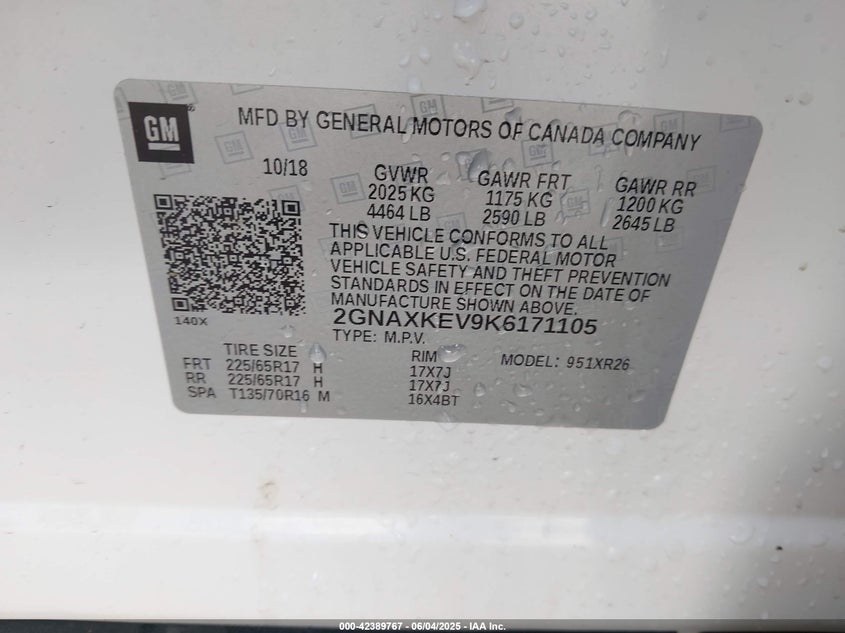 GM
MFD BY GENERAL MOTORS OF CANADA COMPANY
10/18 GVWR GAWR FRT GAWR RR
2025 KG 1175 KG 1200 KG
4464 LB 2590 LB 2645 LB
THIS VEHICLE CONFORMS TO ALL
APPLICABLE U.S. FEDERAL MOTOR
VEHICLE SAFETY AND THEFT PREVENTION
STANDARDS IN EFFECT ON THE DATE OF
MANUFACTURE SHOWN ABOVE.
140X
2GNAXKEV9K6171105
TYPE: M.P.V.
TIRE SIZE RIM MODEL: 951XR26
FRT 225/65R17 H 17X7J
RR 225/65R17 H 17X7J
SPA T135/70R16 M 16X4BT
000-42389767 - 06/04/2025 - IAA Inc.